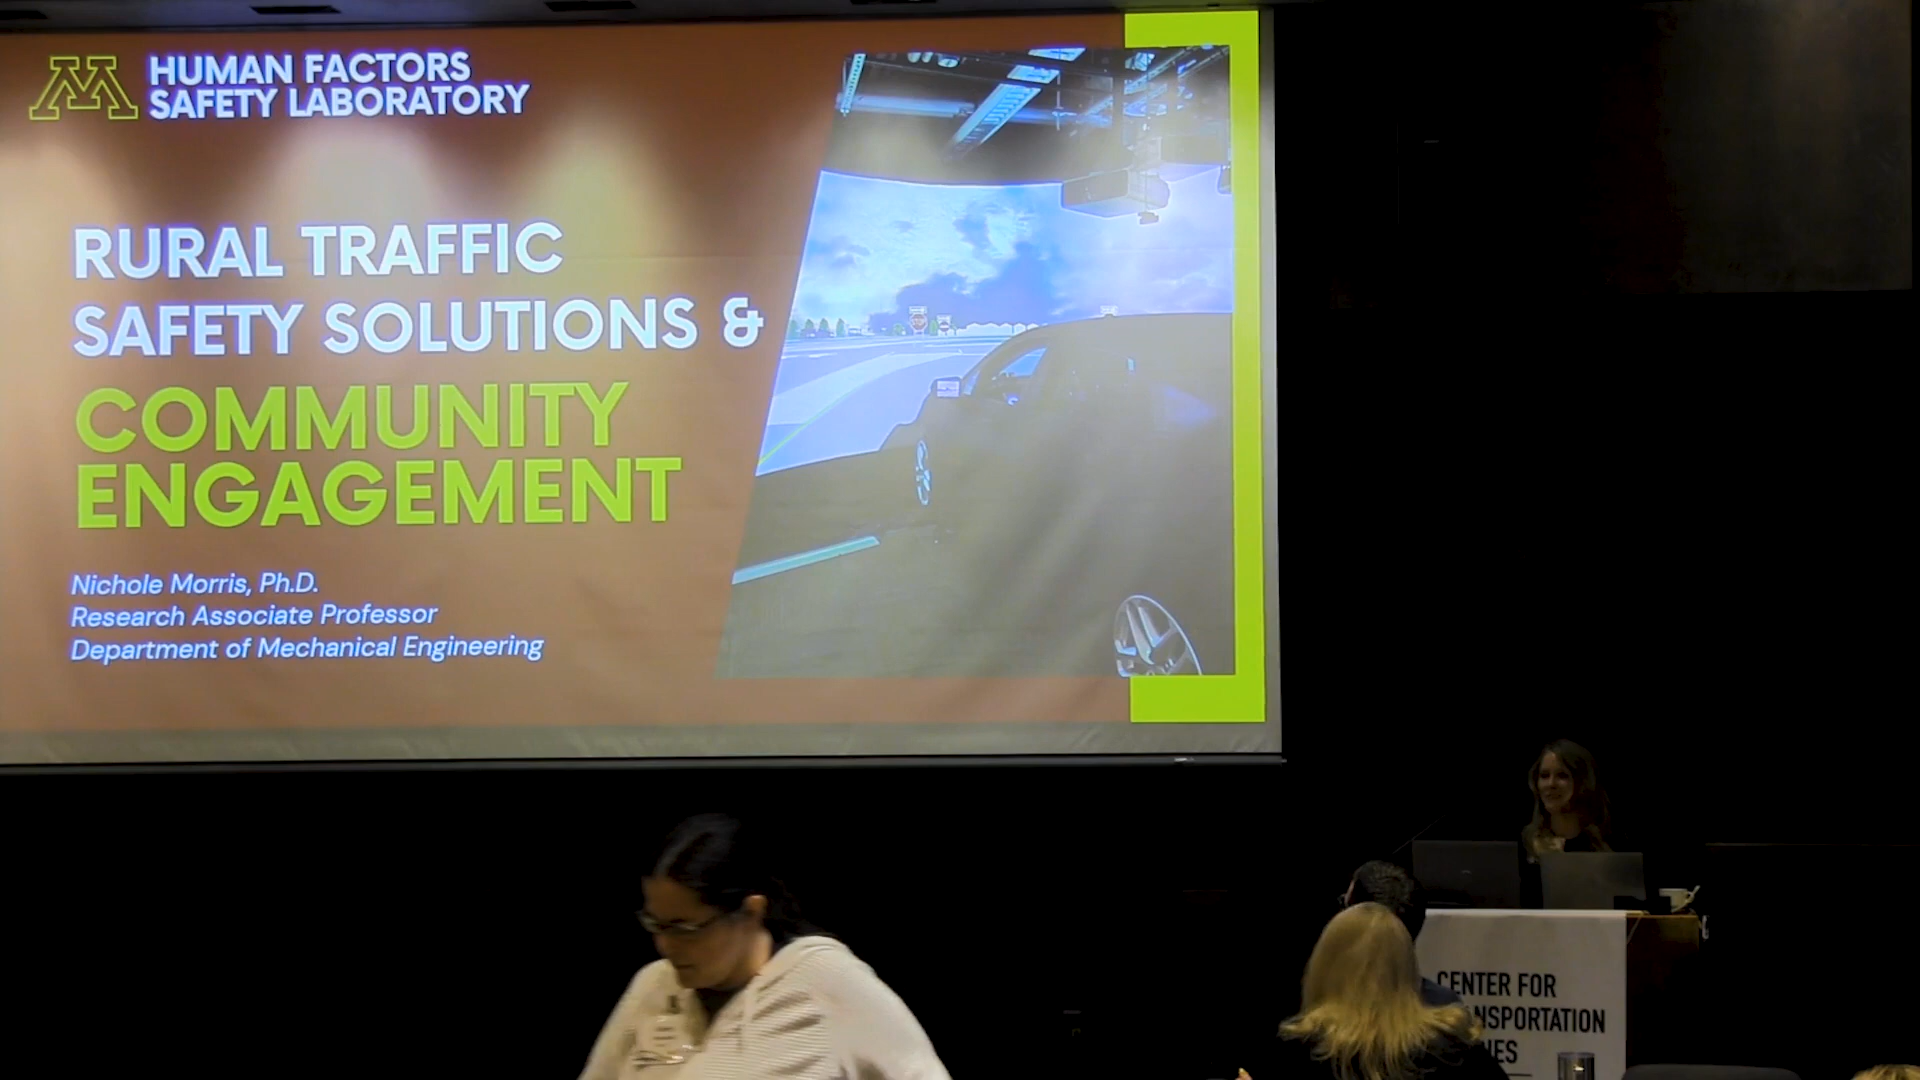 M HUMAN FACTORS
SAFETY LABORATORY
RURAL TRAFFIC
SAFETY SOLUTIONS &
COMMUNITY
ENGAGEMENT
Nichole Morris, Ph.D.
Research Associate Professor
Department of Mechanical Engineering
STOP
CENTER FOR
NSPORTATION